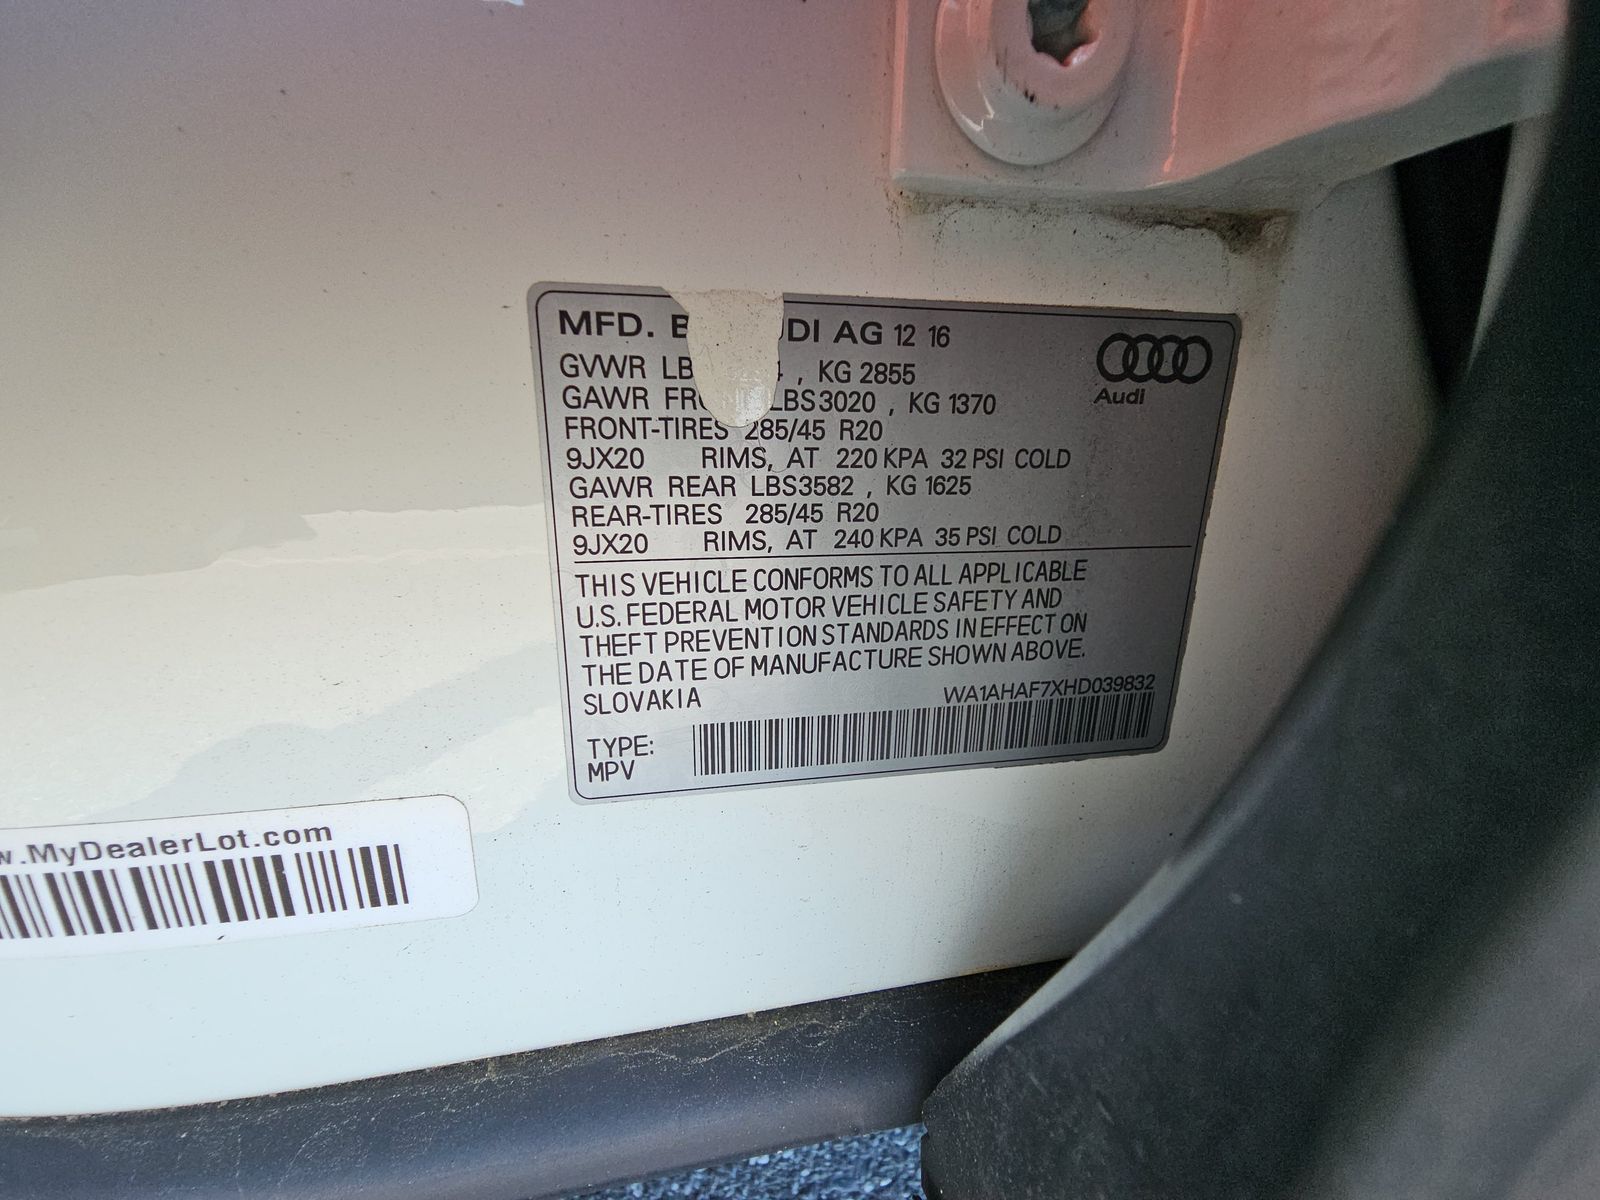 MFD. UDI AG 12 16
GVWR LB , KG 2855
GAWR LBS 3020 , KG 1370
Audi
FRONT-TIRES 285/45 R20
9JX20 RIMS, AT 220 KPA 32 PSI COLD
GAWR REAR LBS3582 , KG 1625
REAR-TIRES 285/45 R20
9JX20 RIMS, AT 240 KPA 35 PSI COLD
THIS VEHICLE CONFORMS TO ALL APPLICABLE
U.S. FEDERAL MOTOR VEHICLE SAFETY AND
THEFT PREVENTION STANDARDS IN EFFECT ON
THE DATE OF MANUFACTURE SHOWN ABOVE.
SLOVAKIA WA1AHAF7XHD039832
TYPE:
MPV
w.MyDealerLot.com